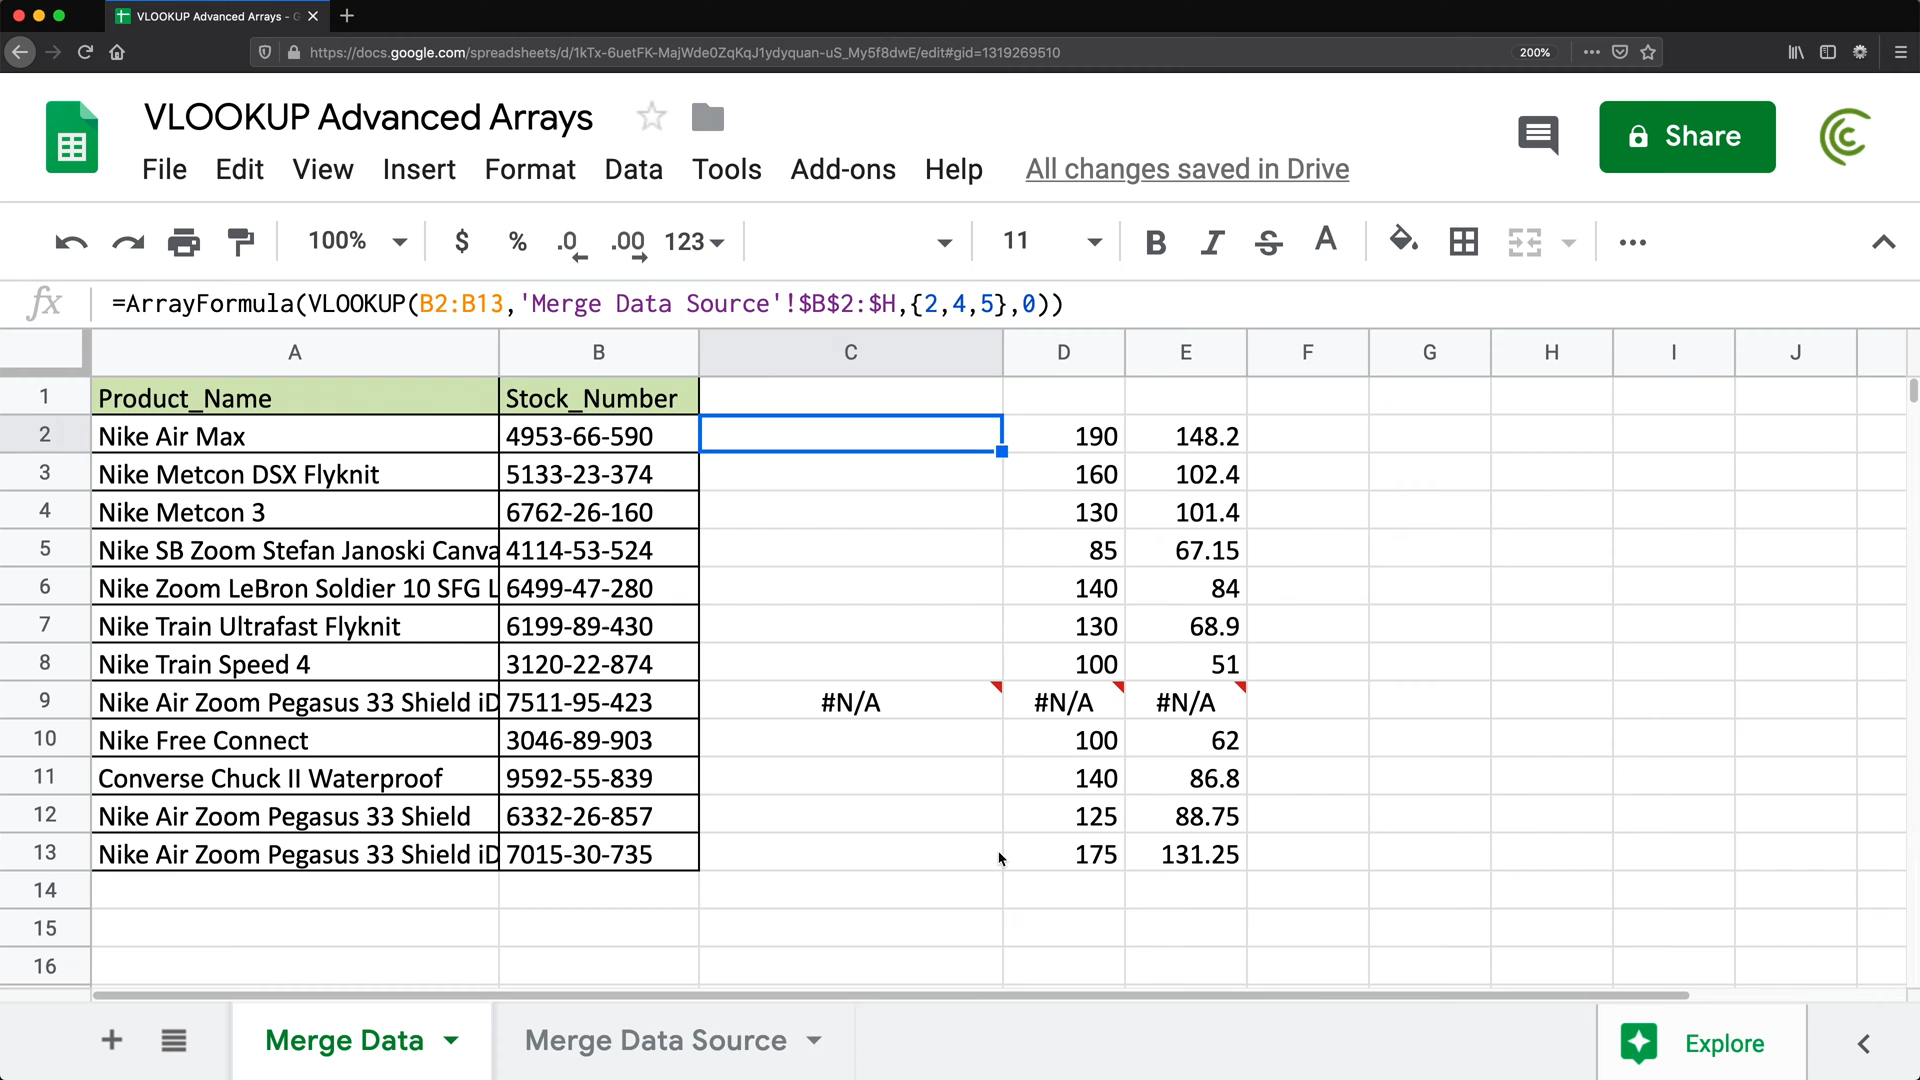 VLOOKUP Advanced Arrays - G
https://docs.google.com/spreadsheets/d/1kTx-6uetFK-MajWde0ZqKqJ1ydyquan-uS_My5f8dwE/edit#gid=1319269510
200%
VLOOKUP Advanced Arrays
Share
File Edit View Insert Format Data Tools Add-ons Help All changes saved in Drive
100% $ % .0 .00 123 11 B I S A
fx =ArrayFormula(VLOOKUP(B2:B13,'Merge Data Source'!$B$2:$H,{2,4,5},0))
A B C D E F G H I J
1 Product_Name Stock_Number
2 Nike Air Max 4953-66-590 190 148.2
3 Nike Metcon DSX Flyknit 5133-23-374 160 102.4
4 Nike Metcon 3 6762-26-160 130 101.4
5 Nike SB Zoom Stefan Janoski Canva 4114-53-524 85 67.15
6 Nike Zoom LeBron Soldier 10 SFG L 6499-47-280 140 84
7 Nike Train Ultrafast Flyknit 6199-89-430 130 68.9
8 Nike Train Speed 4 3120-22-874 100 51
9 Nike Air Zoom Pegasus 33 Shield iD 7511-95-423 #N/A #N/A #N/A
10 Nike Free Connect 3046-89-903 100 62
11 Converse Chuck II Waterproof 9592-55-839 140 86.8
12 Nike Air Zoom Pegasus 33 Shield 6332-26-857 125 88.75
13 Nike Air Zoom Pegasus 33 Shield iD 7015-30-735 175 131.25
14
15
16
Merge Data Merge Data Source Explore